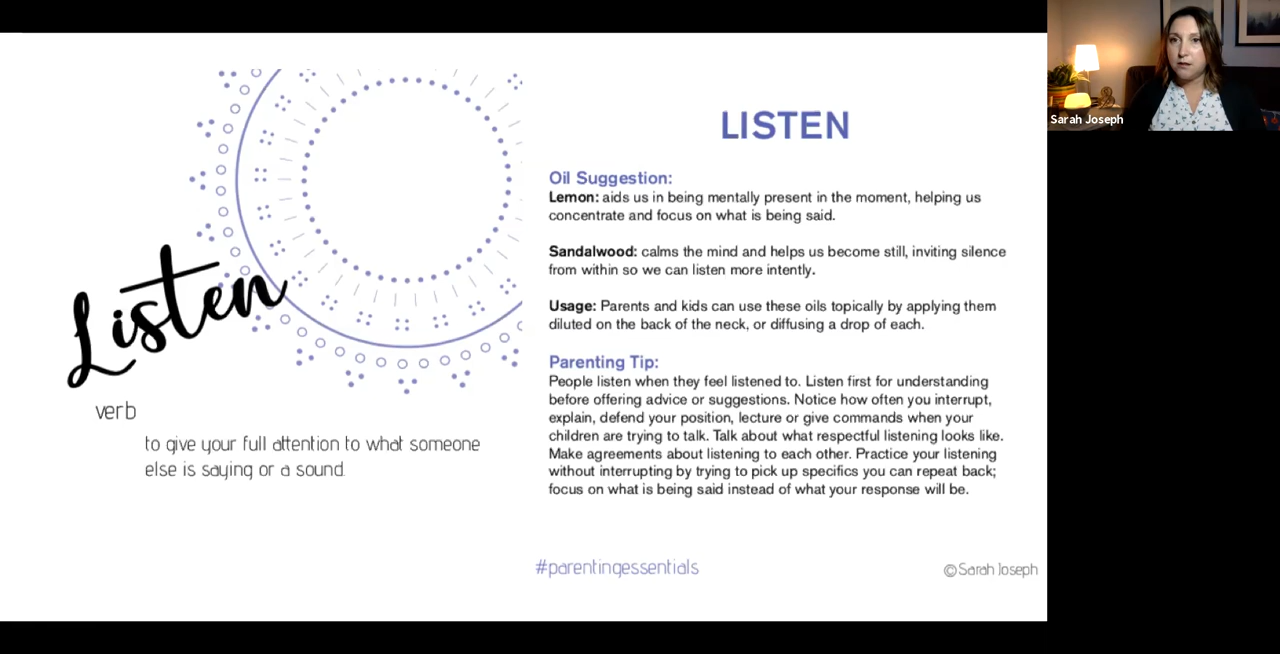 Listen
verb
to give your full attention to what someone
else is saying or a sound.
LISTEN
Oil Suggestion:
Lemon: aids us in being mentally present in the moment, helping us
concentrate and focus on what is being said.
Sandalwood: calms the mind and helps us become still, inviting silence
from within so we can listen more intently.
Usage: Parents and kids can use these oils topically by applying them
diluted on the back of the neck, or diffusing a drop of each.
Parenting Tip:
People listen when they feel listened to. Listen first for understanding
before offering advice or suggestions. Notice how often you interrupt,
explain, defend your position, lecture or give commands when your
children are trying to talk. Talk about what respectful listening looks like.
Make agreements about listening to each other. Practice your listening
without interrupting by trying to pick up specifics you can repeat back;
focus on what is being said instead of what your response will be.
#parentingessentials
©Sarah Joseph
Sarah Joseph